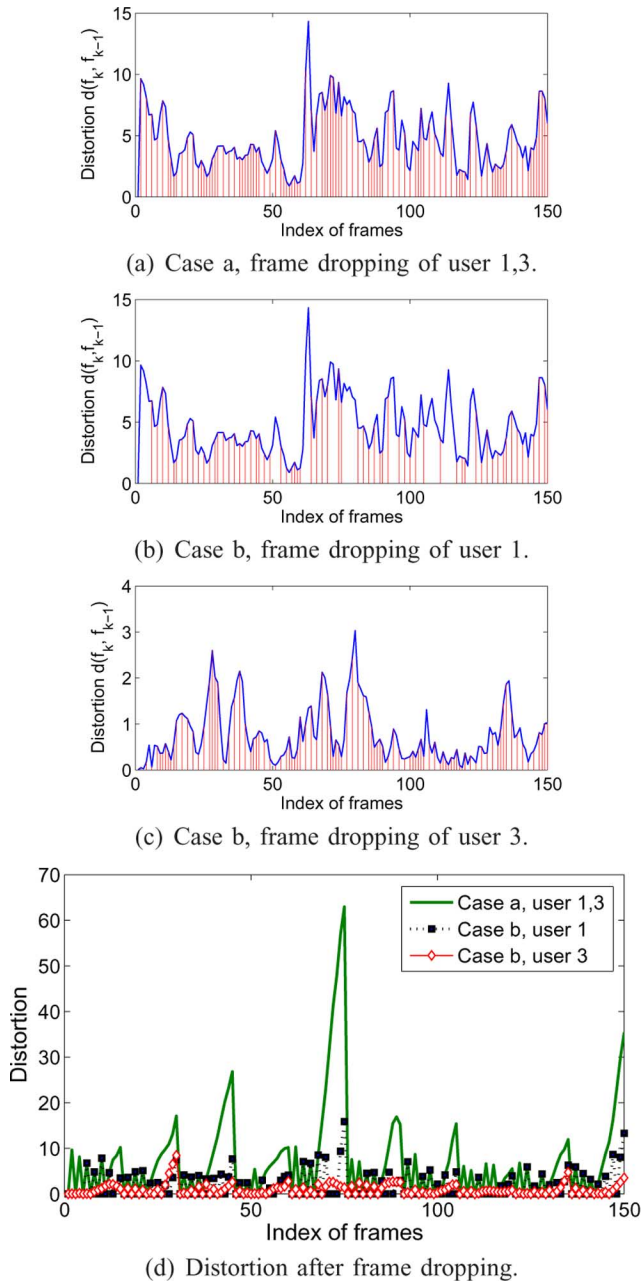 15
10
5
0
Distortion d(f_k, f_{k−1})
0 50 100 150
Index of frames
(a) Case a, frame dropping of user 1,3.
15
10
5
0
Distortion d(f_k,f_{k−1})
0 50 100 150
Index of frames
(b) Case b, frame dropping of user 1.
4
3
2
1
0
Distortion d(f_k, f_{k−1})
0 50 100 150
Index of frames
(c) Case b, frame dropping of user 3.
70
60
50
40
30
20
10
0
Distortion
Case a, user 1,3
Case b, user 1
Case b, user 3
0 50 100 150
Index of frames
(d) Distortion after frame dropping.